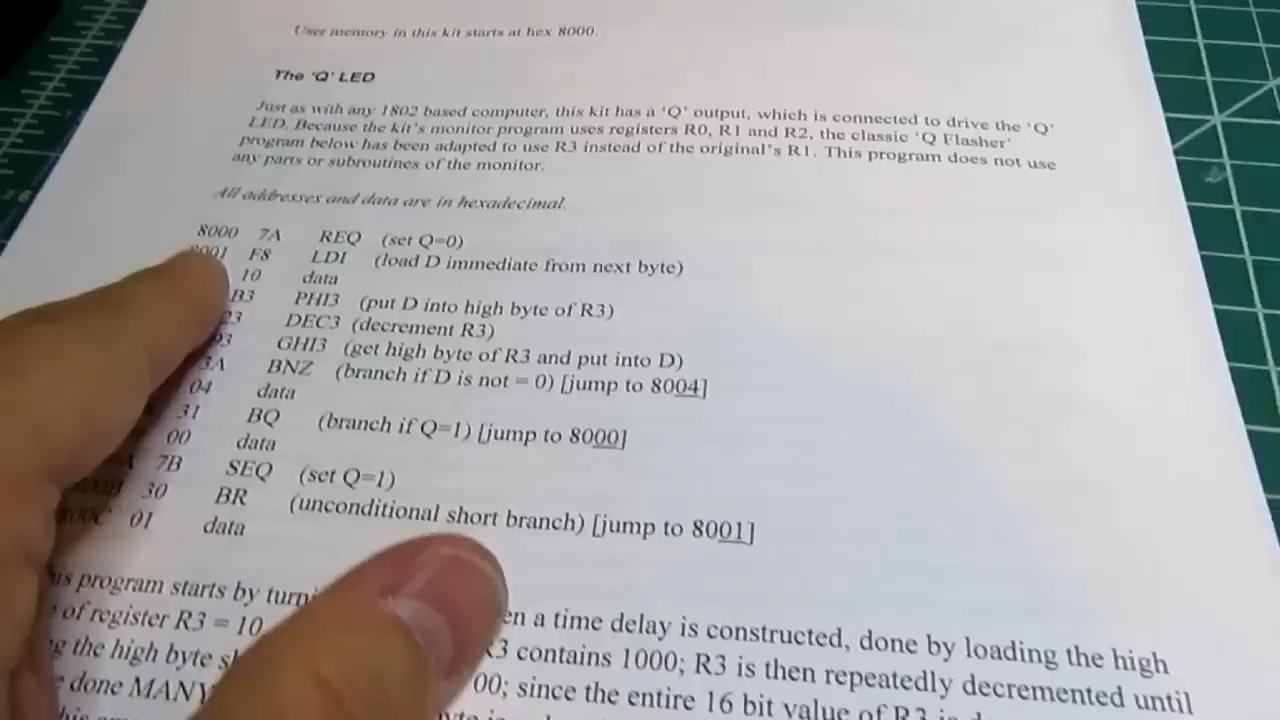 User memory in this kit starts at hex 8000.
The 'Q' LED
Just as with any 1802 based computer, this kit has a 'Q' output, which is connected to drive the 'Q'
LED. Because the kit's monitor program uses registers R0, R1 and R2, the classic 'Q Flasher'
program below has been adapted to use R3 instead of the original's R1. This program does not use
any parts or subroutines of the monitor.
All addresses and data are in hexadecimal.
8000 7A REQ (set Q=0)
8001 F8 LDI (load D immediate from next byte)
10 data
B3 PHI3 (put D into high byte of R3)
23 DEC3 (decrement R3)
93 GHI3 (get high byte of R3 and put into D)
3A BNZ (branch if D is not = 0) [jump to 8004]
04 data
31 BQ (branch if Q=1) [jump to 8000]
00 data
7B SEQ (set Q=1)
800B 30 BR (unconditional short branch) [jump to 8001]
800C 01 data
program starts by
en a time delay is constructed, done by loading the high
of register R3 = 10
R3 contains 1000; R3 is then repeatedly decremented until
the high byte
00; since the entire 16 bit value of R3 is
done MANY